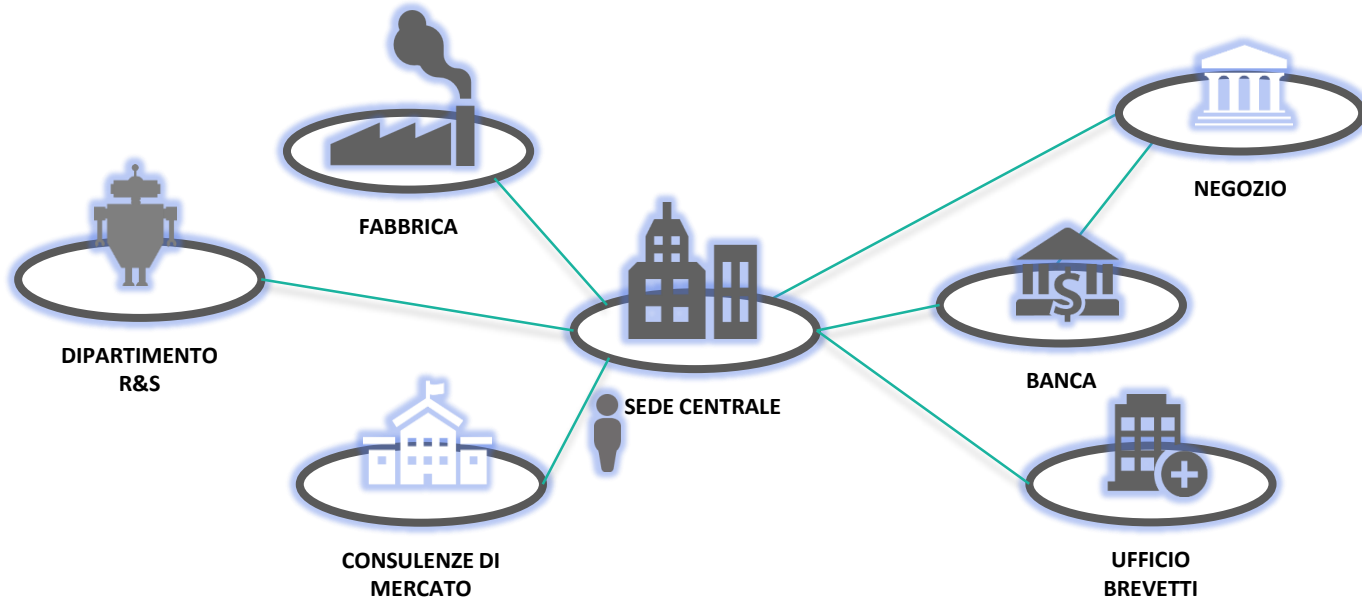 FABBRICA
NEGOZIO
DIPARTIMENTO
R&S
BANCA
SEDE CENTRALE
$
CONSULENZE DI
MERCATO
UFFICIO
BREVETTI